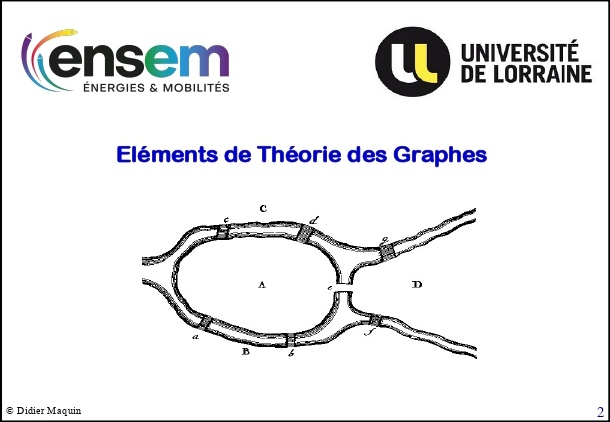 ensem
ÉNERGIES & MOBILITÉS
UNIVERSITÉ
DE LORRAINE
Eléments de Théorie des Graphes
C
c
d
g
A
e
D
a
B
b
f
© Didier Maquin
2